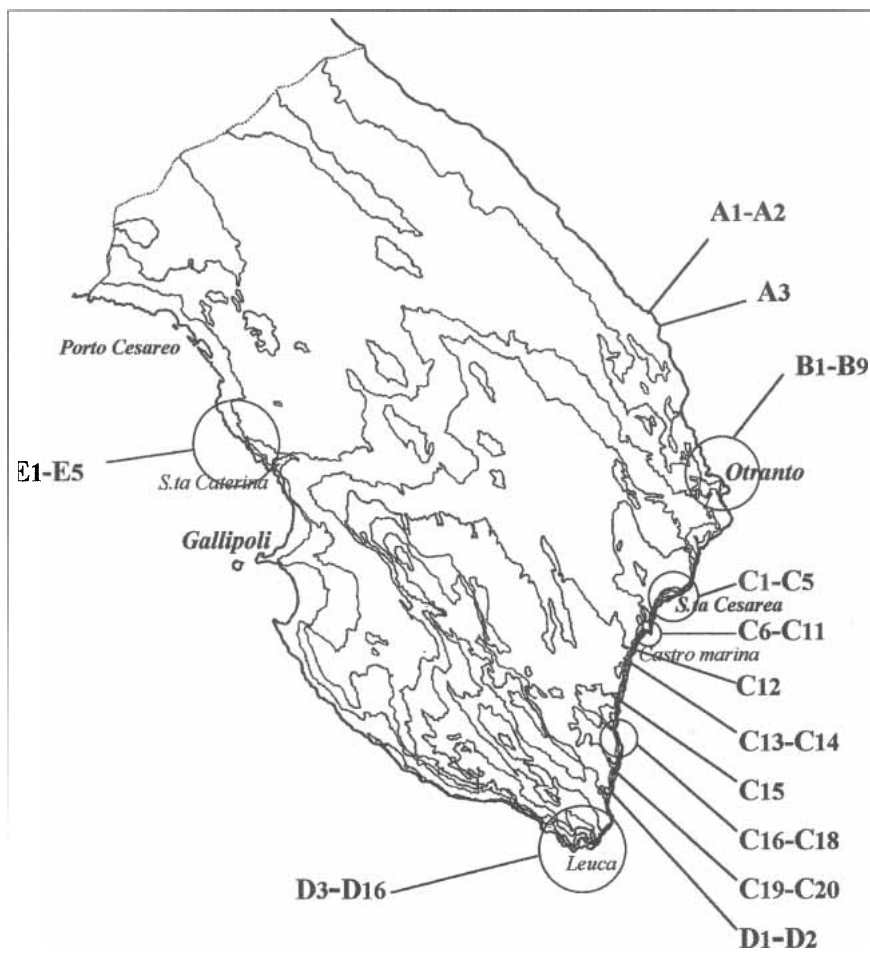 A1-A2
A3
Porto Cesareo
B1-B9
E1-E5
S.ta Caterina
Otranto
Gallipoli
C1-C5
S.ta Cesarea
C6-C11
Castro marina
C12
C13-C14
C15
C16-C18
Leuca
D3-D16
C19-C20
D1-D2